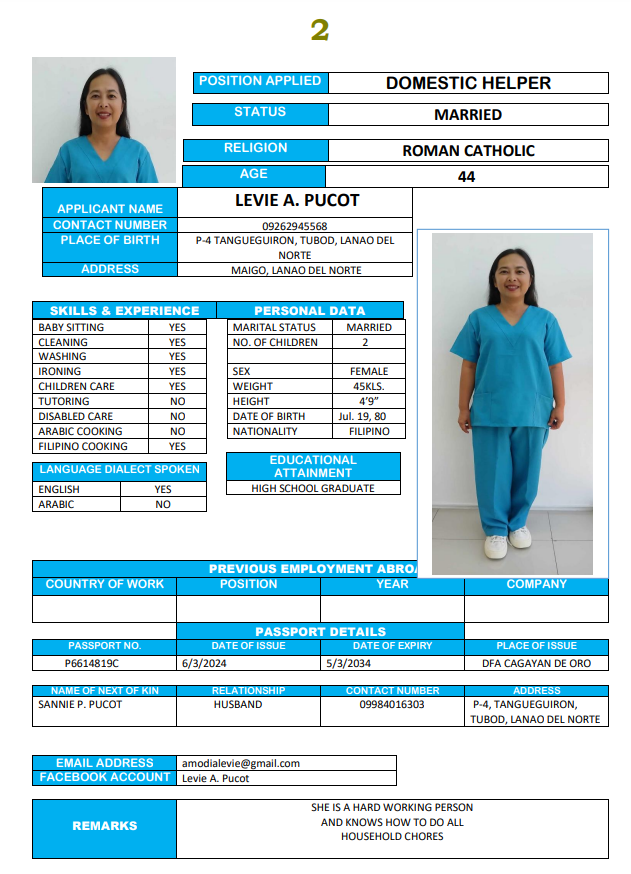 2
POSITION APPLIED DOMESTIC HELPER
STATUS MARRIED
RELIGION ROMAN CATHOLIC
AGE 44
APPLICANT NAME LEVIE A. PUCOT
CONTACT NUMBER 09262945568
PLACE OF BIRTH P-4 TANGUEGUIRON, TUBOD, LANAO DEL
NORTE
ADDRESS MAIGO, LANAO DEL NORTE
SKILLS & EXPERIENCE
BABY SITTING YES
CLEANING YES
WASHING YES
IRONING YES
CHILDREN CARE YES
TUTORING NO
DISABLED CARE NO
ARABIC COOKING NO
FILIPINO COOKING YES
LANGUAGE DIALECT SPOKEN
ENGLISH YES
ARABIC NO
PERSONAL DATA
MARITAL STATUS MARRIED
NO. OF CHILDREN 2
SEX FEMALE
WEIGHT 45KLS.
HEIGHT 4’9”
DATE OF BIRTH Jul. 19, 80
NATIONALITY FILIPINO
EDUCATIONAL
ATTAINMENT
HIGH SCHOOL GRADUATE
PREVIOUS EMPLOYMENT ABROA
COUNTRY OF WORK POSITION YEAR COMPANY
PASSPORT DETAILS
PASSPORT NO. DATE OF ISSUE DATE OF EXPIRY PLACE OF ISSUE
P6614819C 6/3/2024 5/3/2034 DFA CAGAYAN DE ORO
NAME OF NEXT OF KIN RELATIONSHIP CONTACT NUMBER ADDRESS
SANNIE P. PUCOT HUSBAND 09984016303 P-4, TANGUEGUIRON,
TUBOD, LANAO DEL NORTE
EMAIL ADDRESS amodialevie@gmail.com
FACEBOOK ACCOUNT Levie A. Pucot
REMARKS
SHE IS A HARD WORKING PERSON
AND KNOWS HOW TO DO ALL
HOUSEHOLD CHORES